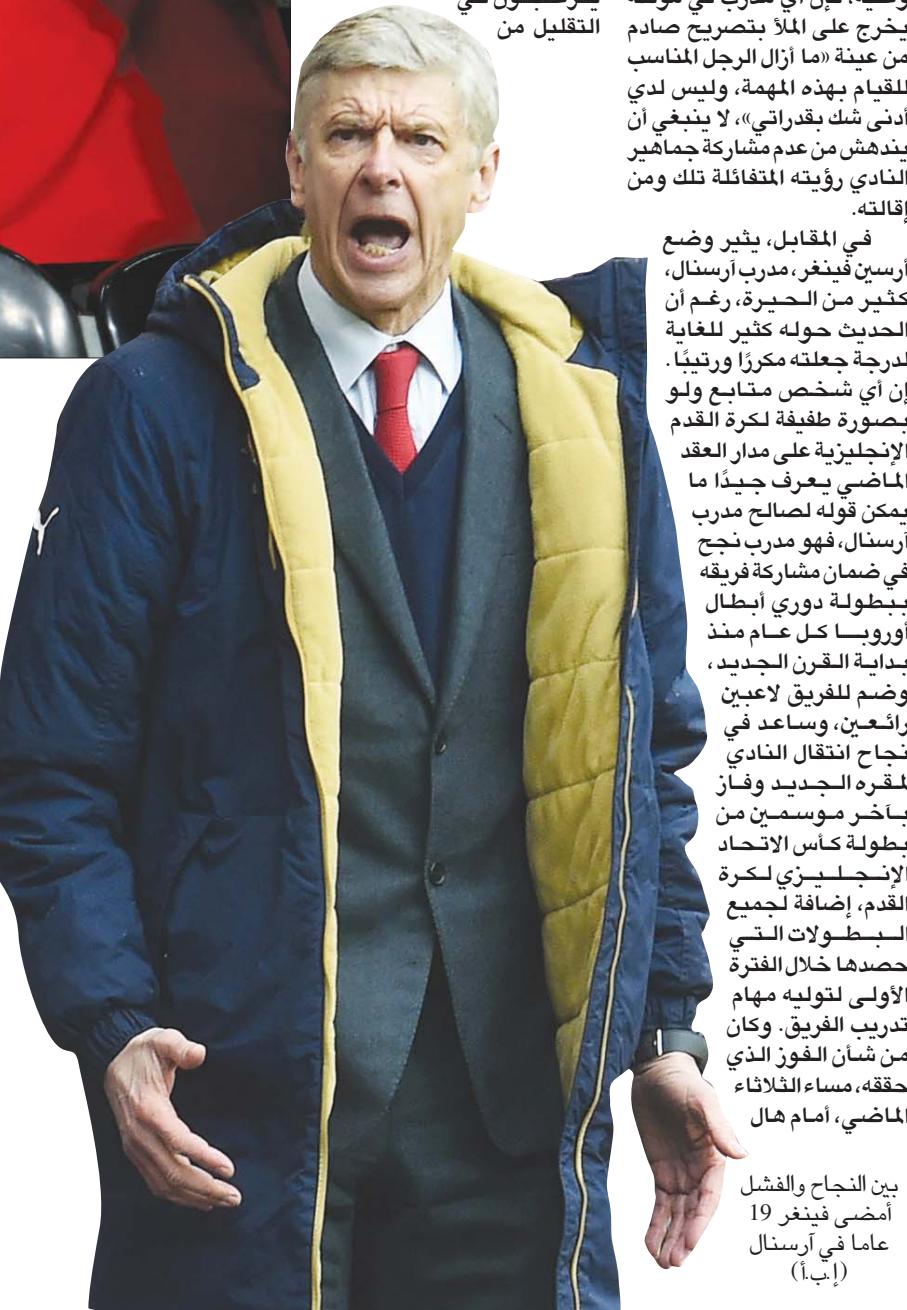 التقليل من
يخرج على الملأ بتصريح صادم
من عينة «ما أزال الرجل المناسب
للقيام بهذه المهمة، وليس لدي
أدنى شك بقدراتي»، لا ينبغي أن
يندهش من عدم مشاركة جماهير
النادي رؤيته المتفائلة تلك ومن
إقالته.
في المقابل، يثير وضع
أرسين فينغر، مدرب آرسنال،
كثير من الحيرة، رغم أن
الحديث حوله كثير للغاية
لدرجة جعلته مكررًا ورتيبًا.
إن أي شخص متابع ولو
بصورة طفيفة لكرة القدم
الإنجليزية على مدار العقد
الماضي يعرف جيدًا ما
يمكن قوله لصالح مدرب
آرسنال، فهو مدرب نجح
في ضمان مشاركة فريقه
ببطولة دوري أبطال
أوروبا كل عام منذ
بداية القرن الجديد،
وضم للفريق لاعبين
رائعين، وساعد في
نجاح انتقال النادي
لمقره الجديد وفاز
بآخر موسمين من
بطولة كأس الاتحاد
الإنجليزي لكرة
القدم، إضافة لجميع
البطولات التي
حصدها خلال الفترة
الأولى لتوليه مهام
تدريب الفريق. وكان
من شأن الفوز الذي
حققه، مساء الثلاثاء
الماضي، أمام هال
بين النجاح والفشل
أمضى فينغر 19
عاما في آرسنال
(إ.ب.أ)